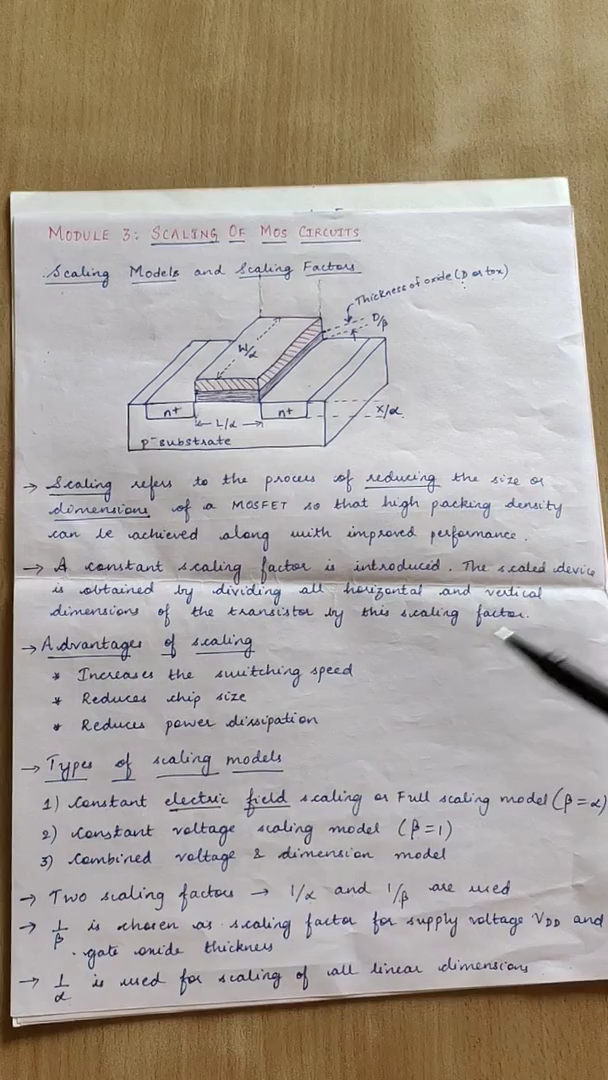 MODULE 3: SCALING OF MOS CIRCUITS
Scaling Models and Scaling Factors
Thickness of oxide (D or tox)
D/β
W/α
n+
L/α
n+
X/α
p-substrate
→ Scaling refers to the process of reducing the size or
dimensions of a MOSFET so that high packing density
can be achieved along with improved performance.
→ A constant scaling factor is introduced. The scaled device
is obtained by dividing all horizontal and vertical
dimensions of the transistor by this scaling factor.
→ Advantages of scaling
* Increases the switching speed
* Reduces chip size
* Reduces power dissipation
→ Types of scaling models
1) Constant electric field scaling or Full scaling model (β=α)
2) Constant voltage scaling model (β=1)
3) Combined voltage & dimension model
→ Two scaling factors → 1/α and 1/β are used
→ 1/β is chosen as scaling factor for supply voltage VDD and
gate oxide thickness
→ 1/α is used for scaling of all linear dimensions